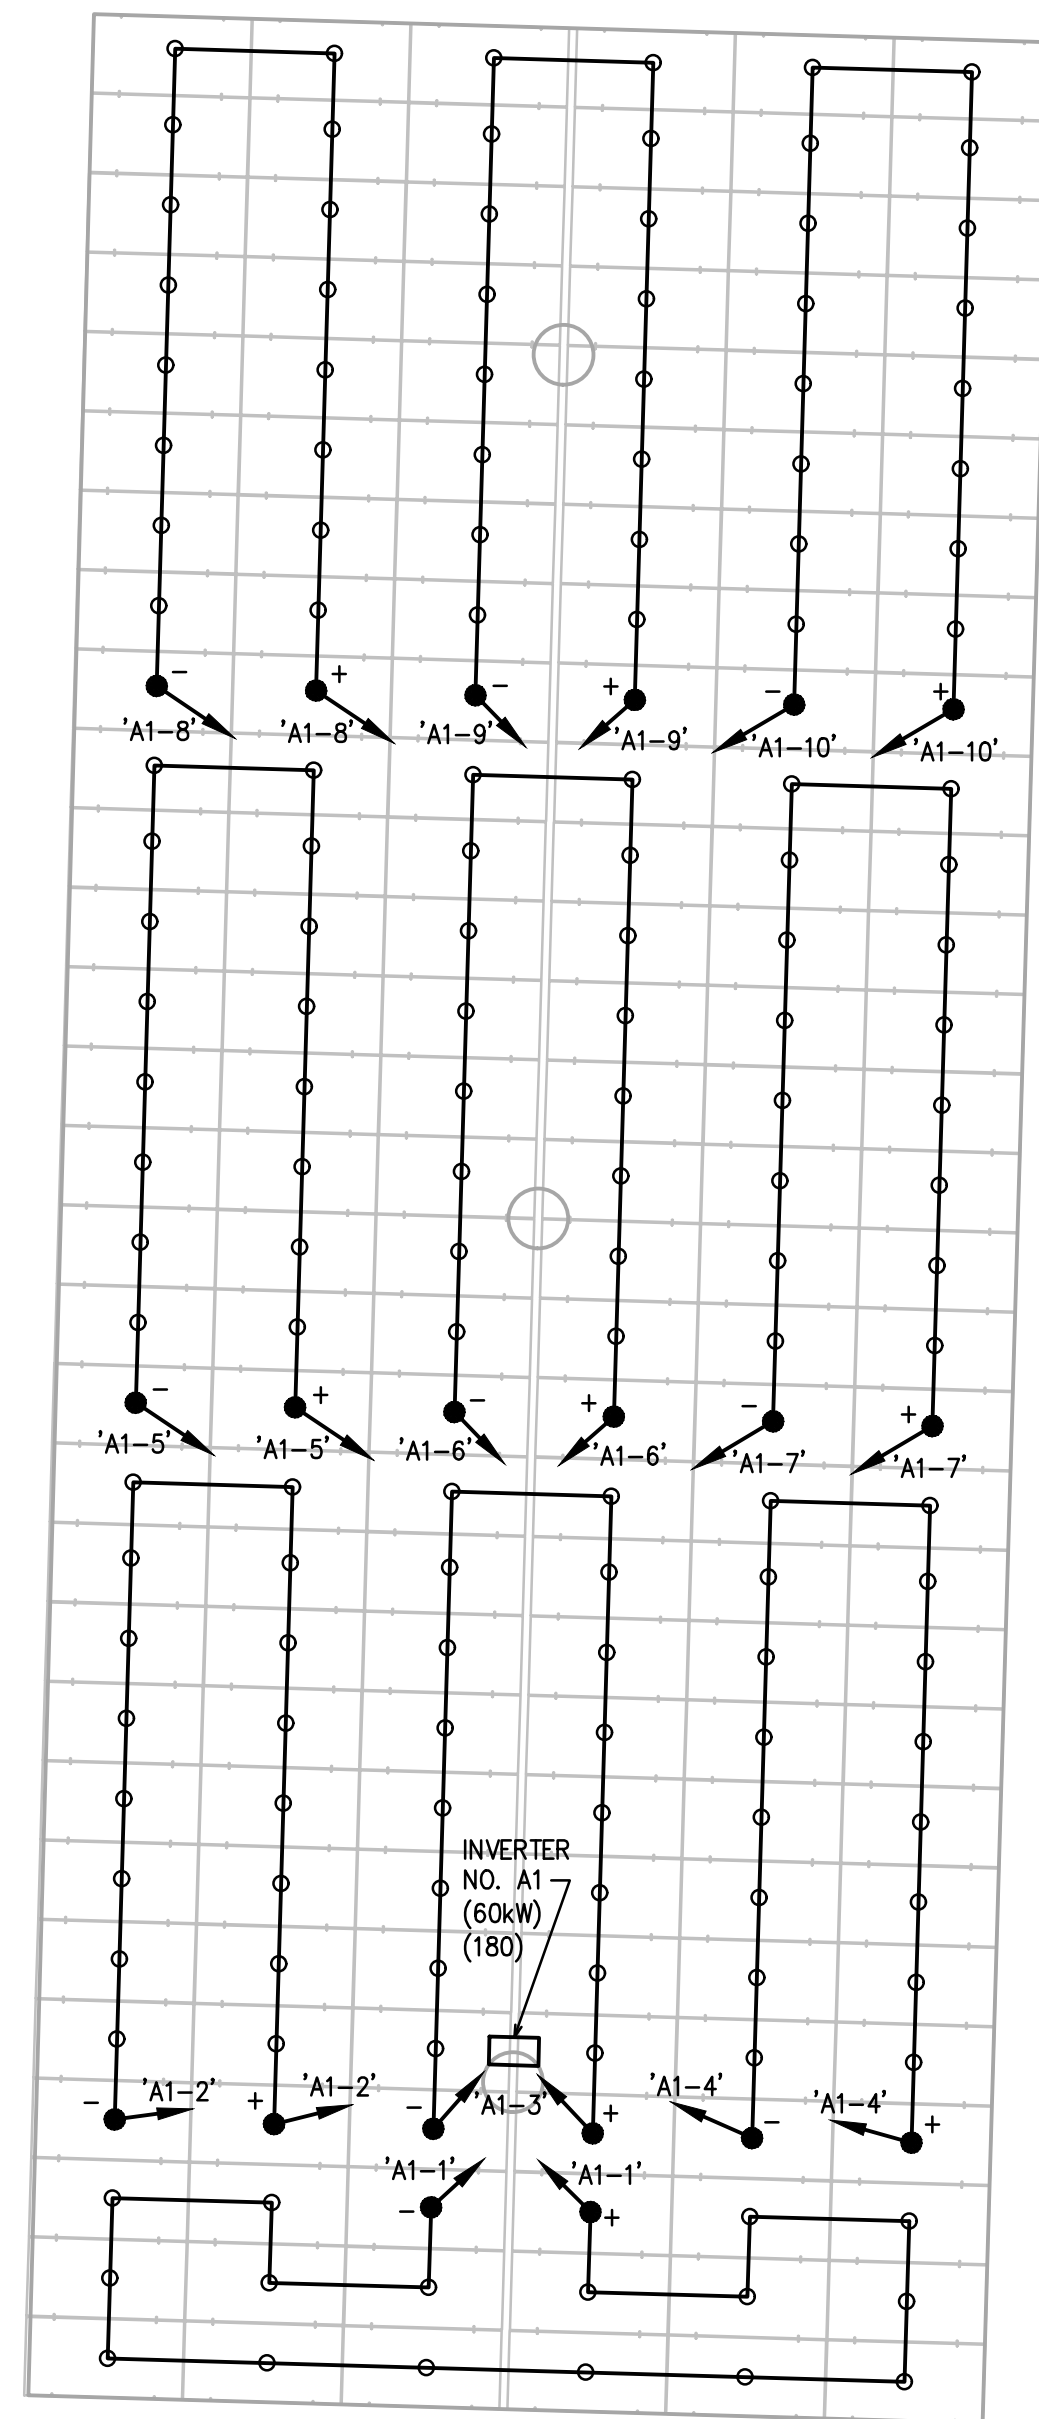 - + - + - +
'A1-8' 'A1-8' 'A1-9' 'A1-9' 'A1-10' 'A1-10'
- + - + - +
'A1-5' 'A1-5' 'A1-6' 'A1-6' 'A1-7' 'A1-7'
INVERTER
NO. A1
(60kW)
(180)
'A1-2' 'A1-2' 'A1-3' 'A1-4' 'A1-4'
- + - + - +
'A1-1' 'A1-1'
- +